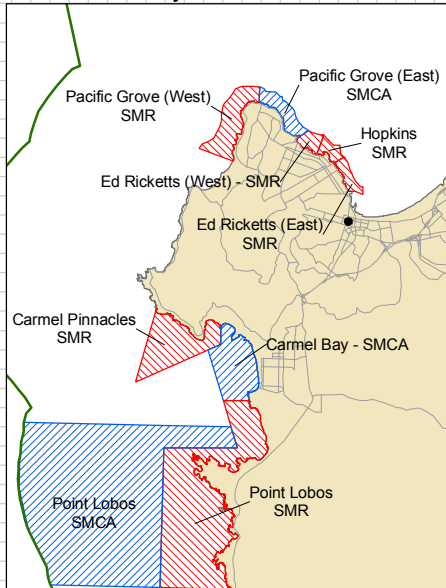 Pacific Grove (East)
SMCA
Pacific Grove (West)
SMR
Hopkins
SMR
Ed Ricketts (West) - SMR
Ed Ricketts (East)
SMR
Carmel Pinnacles
SMR
Carmel Bay - SMCA
Point Lobos
SMCA
Point Lobos
SMR